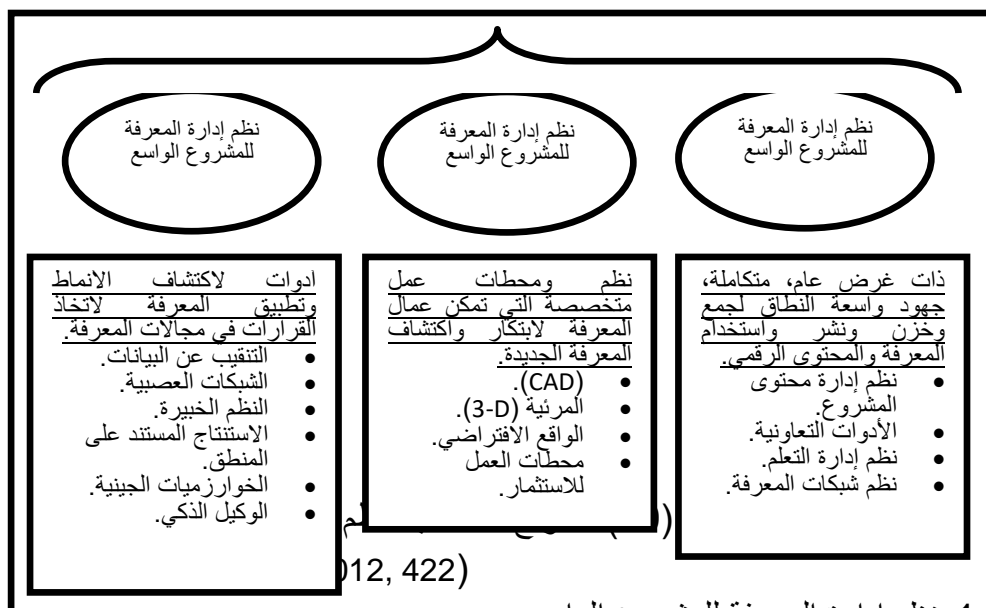 نظم إدارة المعرفة
للمشروع الواسع
نظم إدارة المعرفة
للمشروع الواسع
نظم إدارة المعرفة
للمشروع الواسع
ذات غرض عام، متكاملة،
جهود واسعة النطاق لجمع
وخزن ونشر واستخدام
المعرفة والمحتوى الرقمي.
• نظم إدارة محتوى
المشروع.
• الأدوات التعاونية.
• نظم إدارة التعلم.
• نظم شبكات المعرفة.
نظم ومحطات عمل
متخصصة التي تمكن عمال
المعرفة لابتكار واكتشاف
المعرفة الجديدة.
• (CAD).
• المرئية (3-D).
• الواقع الافتراضي.
• محطات العمل
للاستثمار.
ادوات لاكتشاف الانماط
وتطبيق المعرفة لاتخاذ
القرارات في مجالات المعرفة.
• التنقيب عن البيانات.
• الشبكات العصبية.
• النظم الخبيرة.
• الاستنتاج المستند على
المنطق.
• الخوارزميات الجينية.
• الوكيل الذكي.
012, 422)